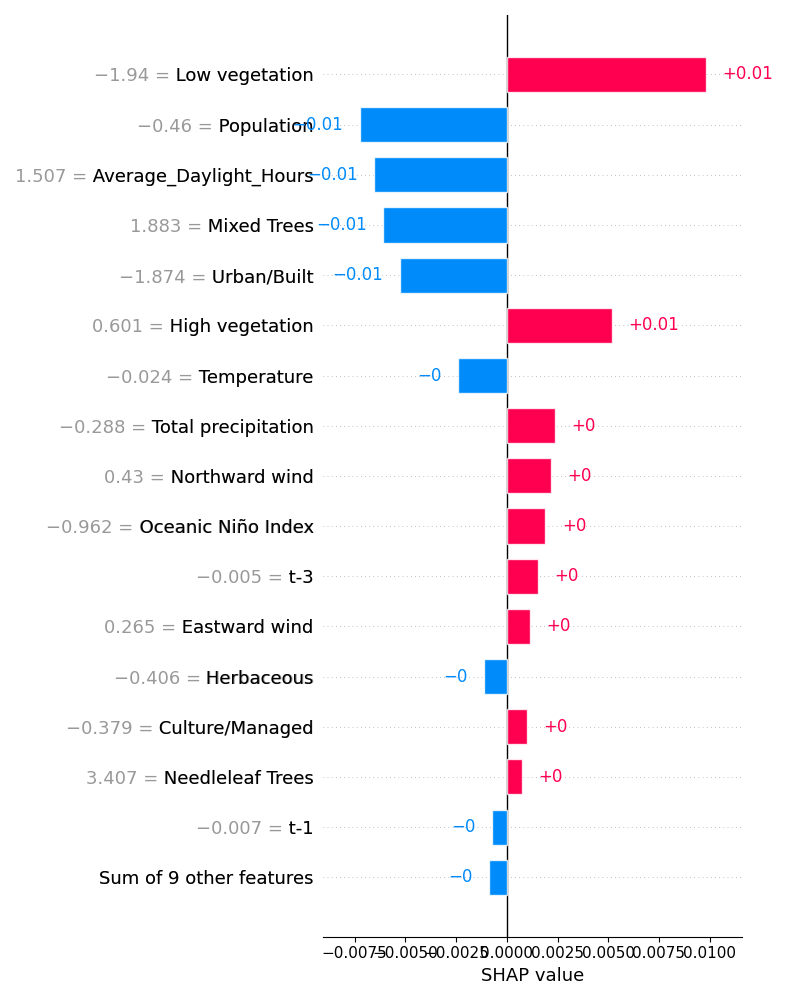 −1.94 = Low vegetation +0.01
−0.46 = Population −0.01
1.507 = Average_Daylight_Hours −0.01
1.883 = Mixed Trees −0.01
−1.874 = Urban/Built −0.01
0.601 = High vegetation +0.01
−0.024 = Temperature −0
−0.288 = Total precipitation +0
0.43 = Northward wind +0
−0.962 = Oceanic Niño Index +0
−0.005 = t-3 +0
0.265 = Eastward wind +0
−0.406 = Herbaceous −0
−0.379 = Culture/Managed +0
3.407 = Needleleaf Trees +0
−0.007 = t-1 −0
Sum of 9 other features −0
−0.0075 −0.0050 −0.0025 0.0000 0.0025 0.0050 0.0075 0.0100
SHAP value